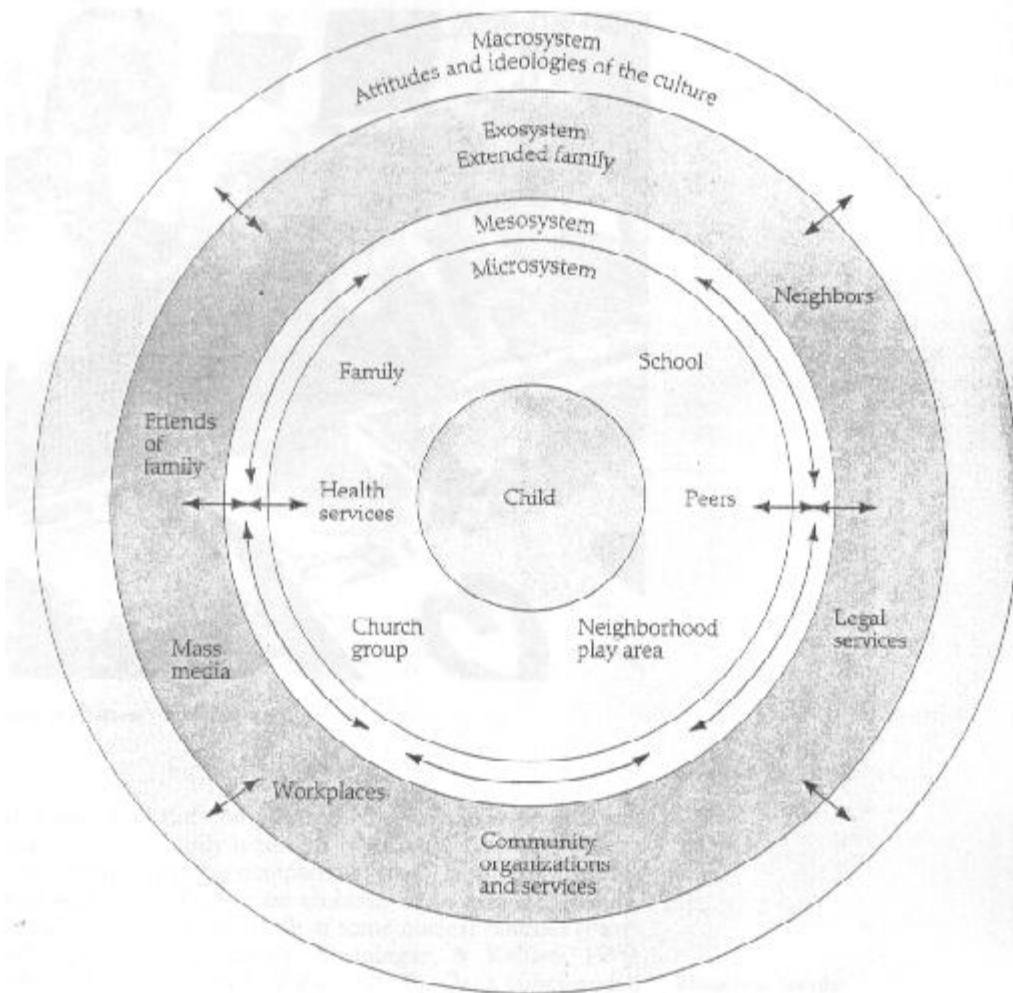 Macrosystem
Attitudes and ideologies of the culture
Exosystem
Extended family
Mesosystem
Microsystem
Neighbors
Family
School
Friends
of
family
Health
services
Child
Peers
Church
group
Neighborhood
play area
Legal
services
Mass
media
Workplaces
Community
organizations
and services